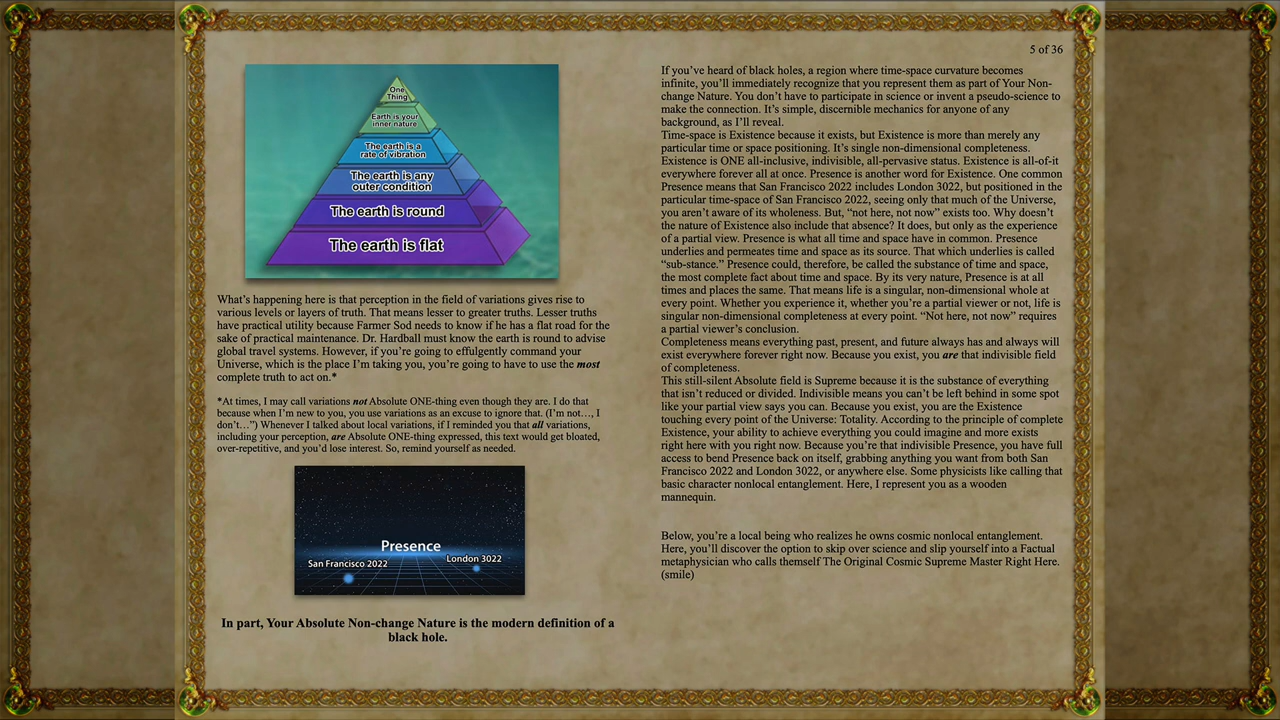 5 of 36
One
Thing
Earth is your
inner nature
The earth is a
rate of vibration
The earth is any
outer condition
The earth is round
The earth is flat
What's happening here is that perception in the field of variations gives rise to
various levels or layers of truth. That means lesser to greater truths. Lesser truths
have practical utility because Farmer Sod needs to know if he has a flat road for the
sake of practical maintenance. Dr. Hardball must know the earth is round to advise
global travel systems. However, if you're going to effulgently command your
Universe, which is the place I'm taking you, you're going to have to use the most
complete truth to act on.*
*At times, I may call variations not Absolute ONE-thing even though they are. I do that
because when I'm new to you, you use variations as an excuse to ignore that. (I'm not…, I
don't…") Whenever I talked about local variations, if I reminded you that all variations,
including your perception, are Absolute ONE-thing expressed, this text would get bloated,
over-repetitive, and you'd lose interest. So, remind yourself as needed.
Presence
San Francisco 2022
London 3022
In part, Your Absolute Non-change Nature is the modern definition of a
black hole.
If you've heard of black holes, a region where time-space curvature becomes
infinite, you'll immediately recognize that you represent them as part of Your Non-
change Nature. You don't have to participate in science or invent a pseudo-science to
make the connection. It's simple, discernible mechanics for anyone of any
background, as I'll reveal.
Time-space is Existence because it exists, but Existence is more than merely any
particular time or space positioning. It's single non-dimensional completeness.
Existence is ONE all-inclusive, indivisible, all-pervasive status. Existence is all-of-it
everywhere forever all at once. Presence is another word for Existence. One common
Presence means that San Francisco 2022 includes London 3022, but positioned in the
particular time-space of San Francisco 2022, seeing only that much of the Universe,
you aren't aware of its wholeness. But, "not here, not now" exists too. Why doesn't
the nature of Existence also include that absence? It does, but only as the experience
of a partial view. Presence is what all time and space have in common. Presence
underlies and permeates time and space as its source. That which underlies is called
"sub-stance." Presence could, therefore, be called the substance of time and space,
the most complete fact about time and space. By its very nature, Presence is at all
times and places the same. That means life is a singular, non-dimensional whole at
every point. Whether you experience it, whether you're a partial viewer or not, life is
singular non-dimensional completeness at every point. "Not here, not now" requires
a partial viewer's conclusion.
Completeness means everything past, present, and future always has and always will
exist everywhere forever right now. Because you exist, you are that indivisible field
of completeness.
This still-silent Absolute field is Supreme because it is the substance of everything
that isn't reduced or divided. Indivisible means you can't be left behind in some spot
like your partial view says you can. Because you exist, you are the Existence
touching every point of the Universe: Totality. According to the principle of complete
Existence, your ability to achieve everything you could imagine and more exists
right here with you right now. Because you're that indivisible Presence, you have full
access to bend Presence back on itself, grabbing anything you want from both San
Francisco 2022 and London 3022, or anywhere else. Some physicists like calling that
basic character nonlocal entanglement. Here, I represent you as a wooden
mannequin.
Below, you're a local being who realizes he owns cosmic nonlocal entanglement.
Here, you'll discover the option to skip over science and slip yourself into a Factual
metaphysician who calls themself The Original Cosmic Supreme Master Right Here.
(smile)